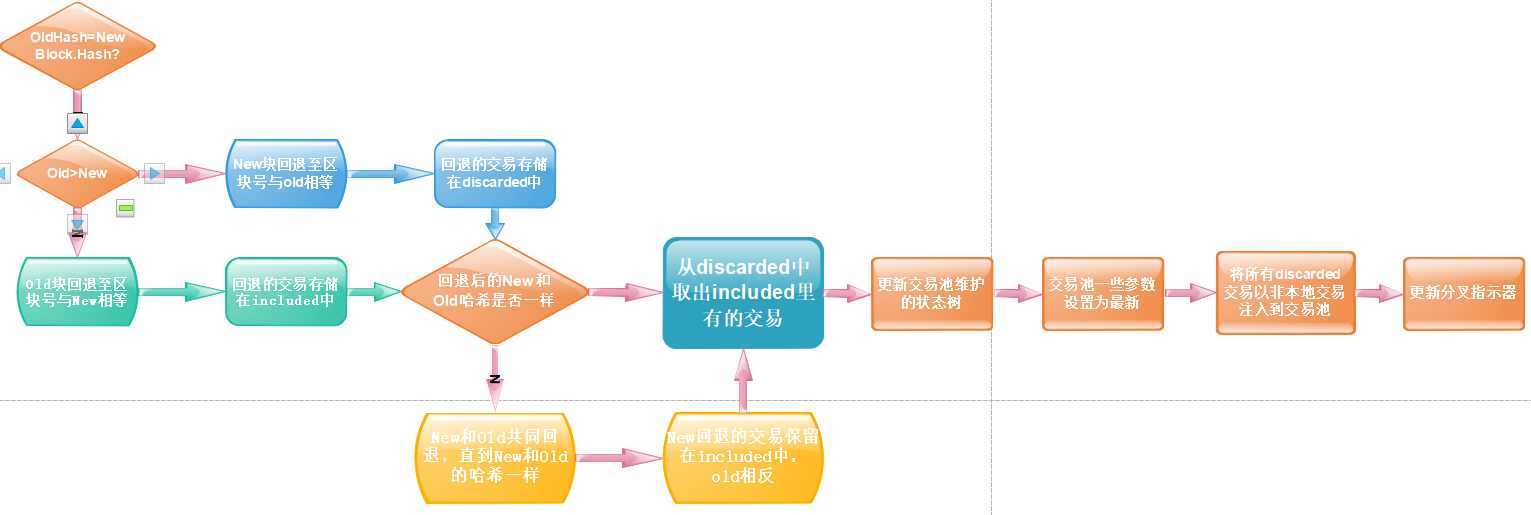 OldHash=New
Block.Hash?
Old>New
New块回退至区
块号与old相等
回退的交易存储
在discarded中
N
Old块回退至区
块号与New相等
回退的交易存储
在included中
回退后的New和
Old哈希是否一样
从discarded中
取出included里
有的交易
更新交易池维护
的状态树
交易池一些参数
设置为最新
将所有discarded
交易以非本地交易
注入到交易池
更新分叉指示器
N
New和Old共同回
退，直到New和Old
的哈希一样
New回退的交易保留
在included中，
old相反